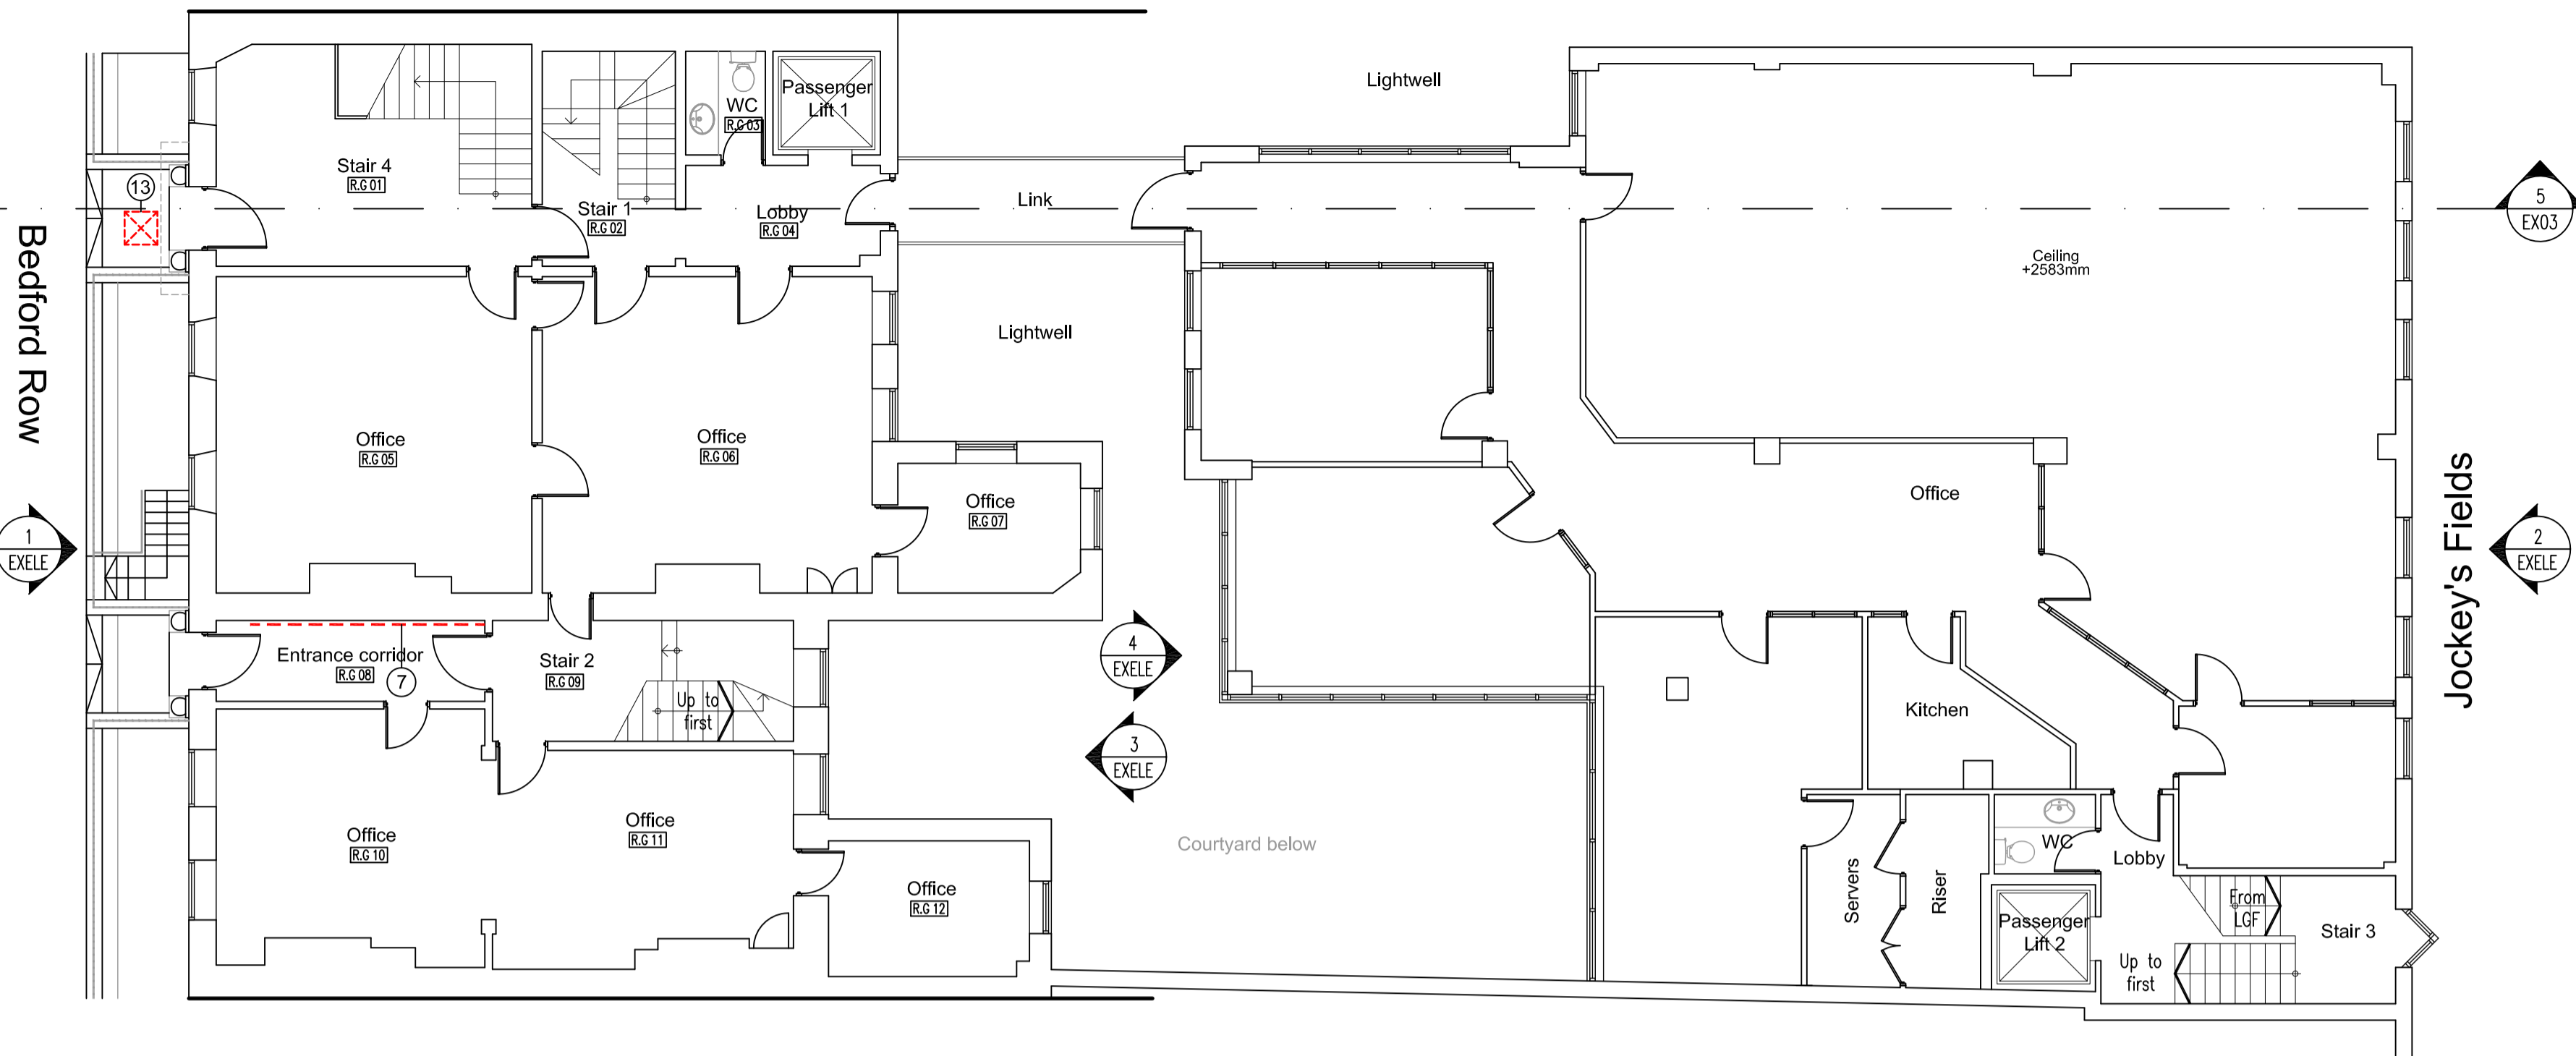 Lightwell
Passenger
Lift 1
WC
R.G 03
Stair 4
R.G 01
13
Stair 1
R.G 02
Lobby
R.G 04
Link
5
EX03
Ceiling
+2583mm
Bedford Row
Lightwell
Office
R.G 05
Office
R.G 06
Office
R.G 07
Office
Jockey's Fields
1
EXELE
2
EXELE
Entrance corridor
R.G 08
7
Stair 2
R.G 09
Up to
first
4
EXELE
3
EXELE
Kitchen
Office
R.G 10
Office
R.G 11
Office
R.G 12
Courtyard below
Servers
Riser
WC
Lobby
Passenger
Lift 2
From
LGF
Stair 3
Up to
first